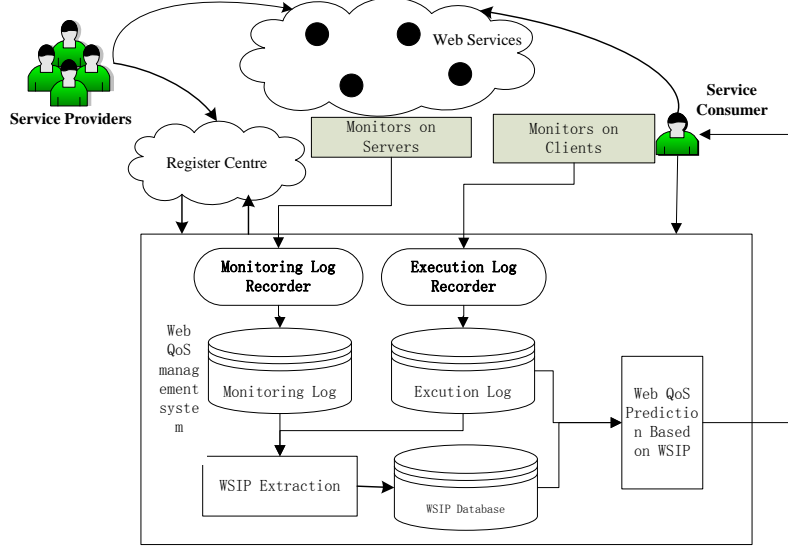 Web Services
Service Providers
Service
Consumer
Monitors on
Servers
Monitors on
Clients
Register Centre
Monitoring Log
Recorder
Execution Log
Recorder
Web
QoS
manag
ement
syste
m
Monitoring Log
Excution Log
Web QoS
Predictio
n Based
on WSIP
WSIP Extraction
WSIP Database